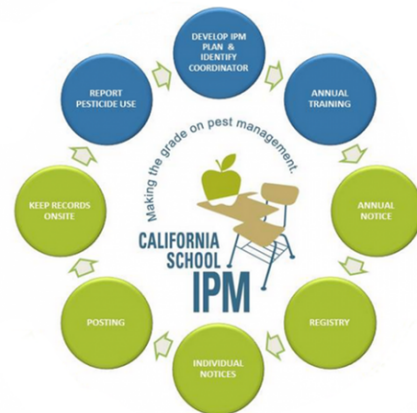 DEVELOP IPM
PLAN &
IDENTIFY
COORDINATOR
ANNUAL
TRAINING
ANNUAL
NOTICE
REGISTRY
INDIVIDUAL
NOTICES
POSTING
KEEP RECORDS
ONSITE
REPORT
PESTICIDE USE
Making the grade on pest management.
CALIFORNIA
SCHOOL
IPM